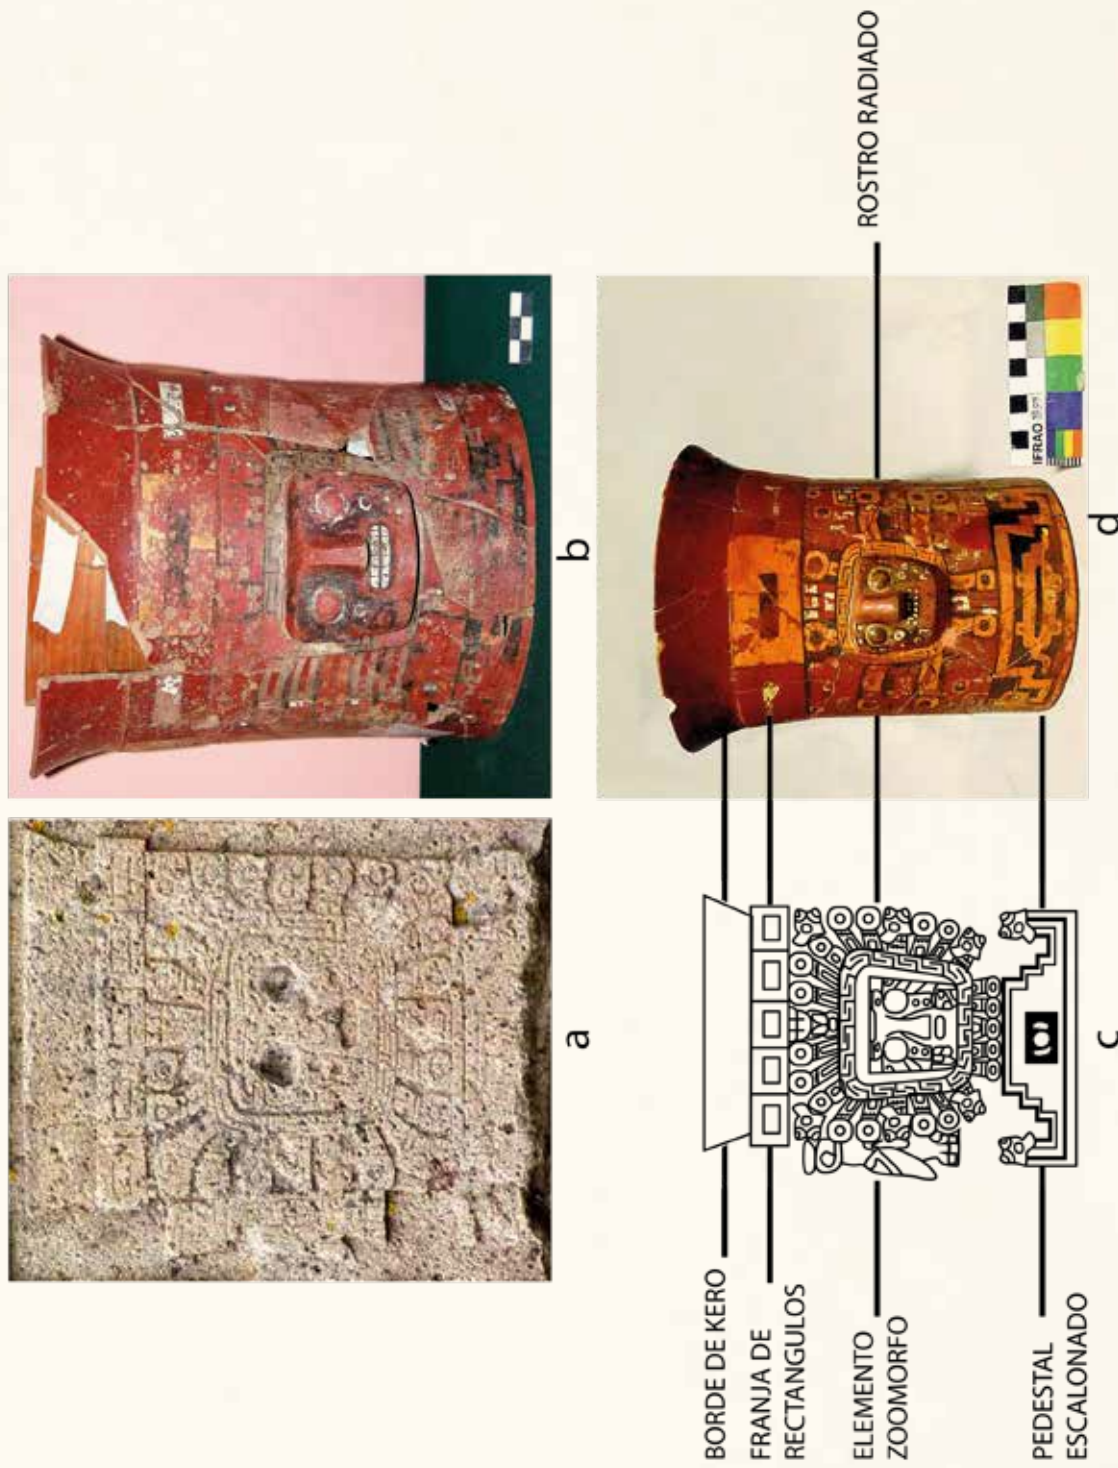 a
b
BORDE DE KERO
FRANJA DE
RECTANGULOS
ELEMENTO
ZOOMORFO
PEDESTAL
ESCALONADO
ROSTRO RADIADO
IFRAO
c
d